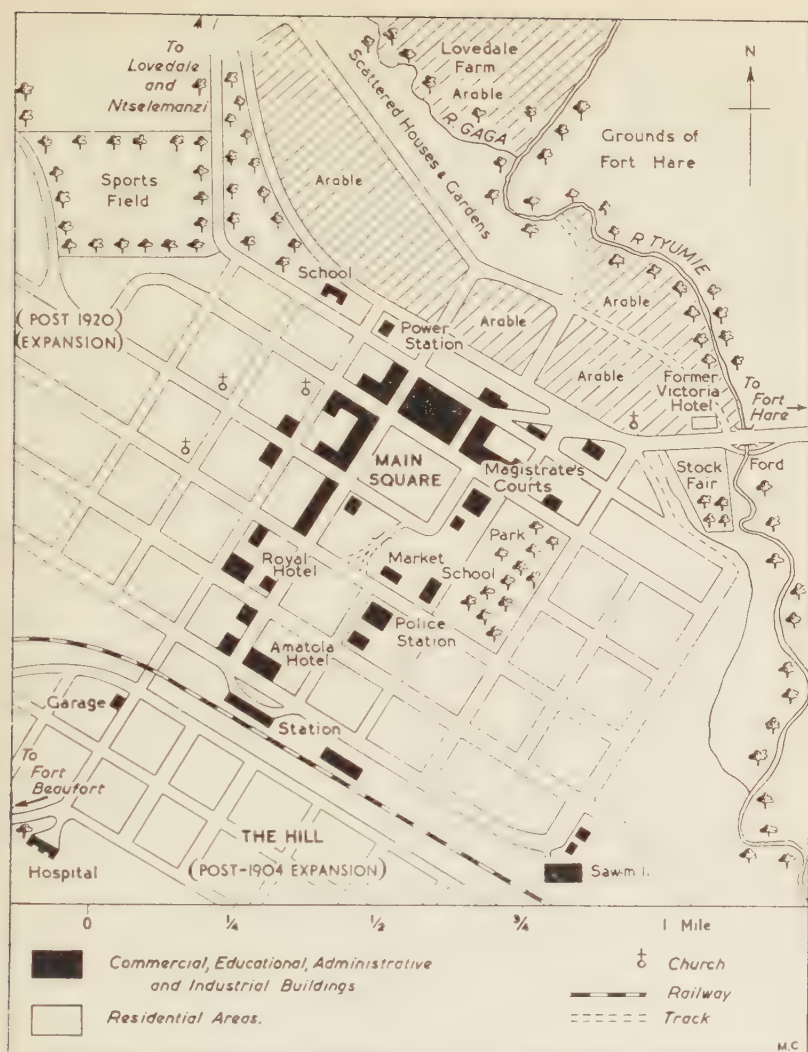 To
Lovedale
and
Ntselemanzi
Scattered Houses & Gardens
Lovedale
Farm
Arable
R. GAGA
N
Grounds of
Fort Hare
Sports
Field
Arable
R. TYUMIE
School
(POST 1920)
(EXPANSION)
Power
Station
Arable
Arable
Arable
Former
Victoria
Hotel
To
Fort
Hare
MAIN
SQUARE
Magistrate's
Courts
Stock
Fair
Ford
Park
Royal
Hotel
Market
School
Police
Station
Amatola
Hotel
Garage
Station
To
Fort
Beaufort
THE HILL
(POST-1904 EXPANSION)
Hospital
0 ¼ ½ ¾ 1 Mile
Commercial, Educational, Administrative
and Industrial Buildings
Residential Areas.
Church
Railway
Track
M.C